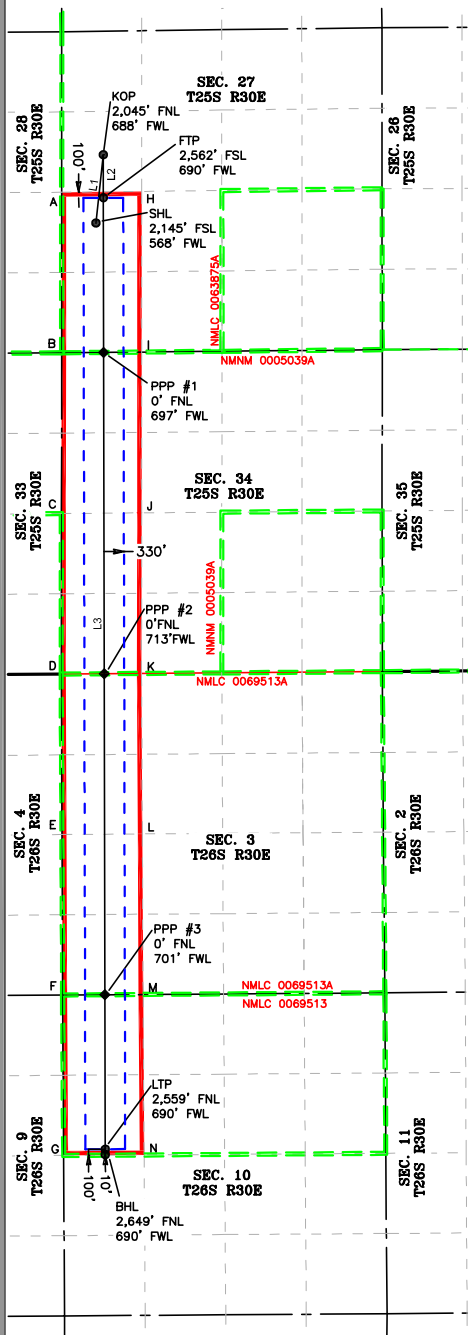 SEC. 27
T25S R30E
KOP
2,045' FNL
688' FWL
SEC. 28
T25S R30E
SEC. 26
T25S R30E
100'
L1
L2
FTP
2,562' FSL
690' FWL
A
H
SHL
2,145' FSL
568' FWL
NMLC 0063875A
B
I
NMNM 0005039A
PPP #1
0' FNL
697' FWL
SEC. 33
T25S R30E
C
J
SEC. 34
T25S R30E
SEC. 35
T25S R30E
330'
NMNM 0005039A
L3
PPP #2
0'FNL
713'FWL
D
K
NMLC 0069513A
SEC. 4
T26S R30E
E
L
SEC. 3
T26S R30E
SEC. 2
T26S R30E
PPP #3
0' FNL
701' FWL
F
M
NMLC 0069513A
NMLC 0069513
LTP
2,559' FNL
690' FWL
SEC. 9
T26S R30E
G
N
SEC. 10
T26S R30E
SEC. 11
T26S R30E
100'
10'
BHL
2,649' FNL
690' FWL